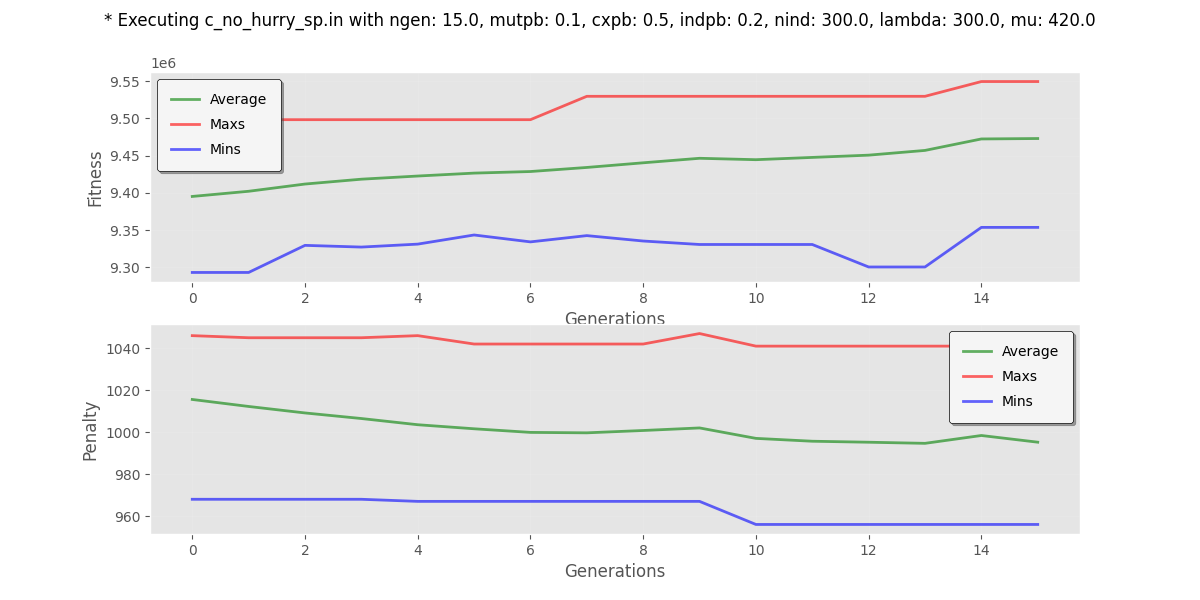 * Executing c_no_hurry_sp.in with ngen: 15.0, mutpb: 0.1, cxpb: 0.5, indpb: 0.2, nind: 300.0, lambda: 300.0, mu: 420.0
1e6
9.55
9.50
9.45
9.40
9.35
9.30
Fitness
Average
Maxs
Mins
0 2 4 6 8 10 12 14
Generations
1040
1020
1000
980
960
Penalty
Average
Maxs
Mins
0 2 4 6 8 10 12 14
Generations